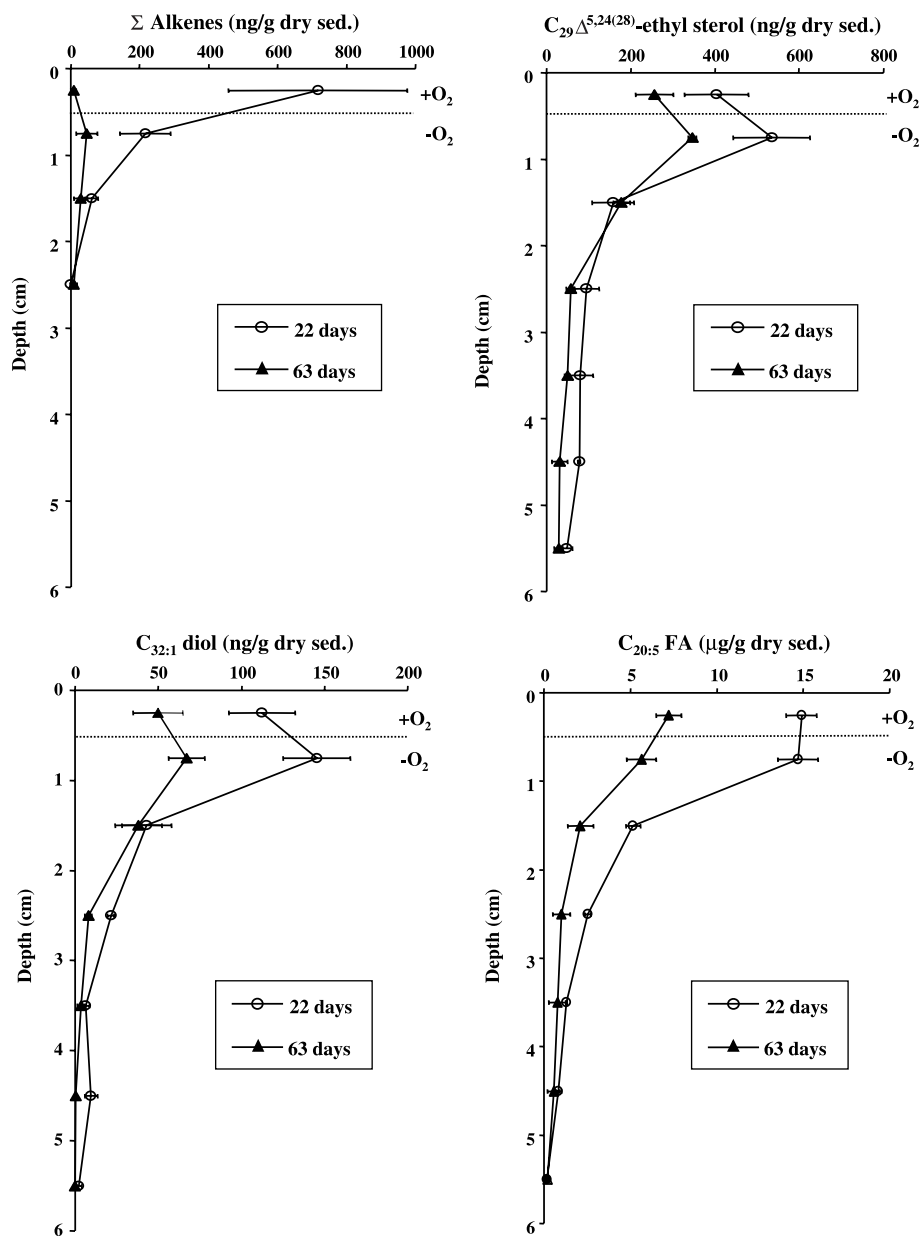 Σ Alkenes (ng/g dry sed.)
0 200 400 600 800 1000
0
1
2
3
4
5
6
Depth (cm)
+O₂
-O₂
22 days
63 days
C₂₉Δ⁵,²⁴⁽²⁸⁾-ethyl sterol (ng/g dry sed.)
0 200 400 600 800
0
1
2
3
4
5
6
Depth (cm)
+O₂
-O₂
22 days
63 days
C₃₂:₁ diol (ng/g dry sed.)
0 50 100 150 200
0
1
2
3
4
5
6
Depth (cm)
+O₂
-O₂
22 days
63 days
C₂₀:₅ FA (μg/g dry sed.)
0 5 10 15 20
0
1
2
3
4
5
6
Depth (cm)
+O₂
-O₂
22 days
63 days